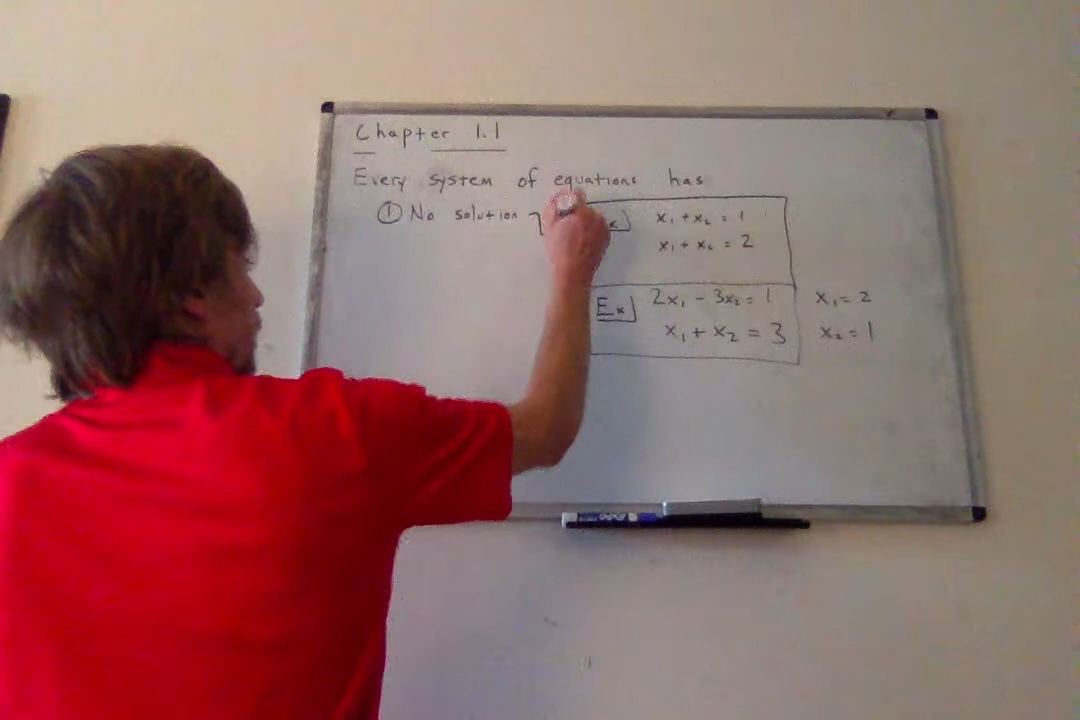 Chapter 1.1
Every system of equations has
① No solution
x₁ + x₂ = 1
x₁ + x₂ = 2
Ex 2x₁ - 3x₂ = 1 x₁ = 2
x₁ + x₂ = 3 x₂ = 1
EXPO